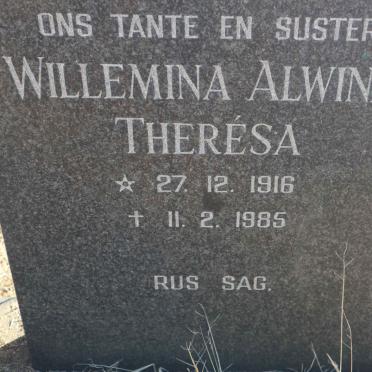 ONS TANTE EN SUSTER
WILLEMINA ALWIN
THERÉSA
☆ 27. 12. 1916
✝ 11. 2. 1985
RUS SAG.